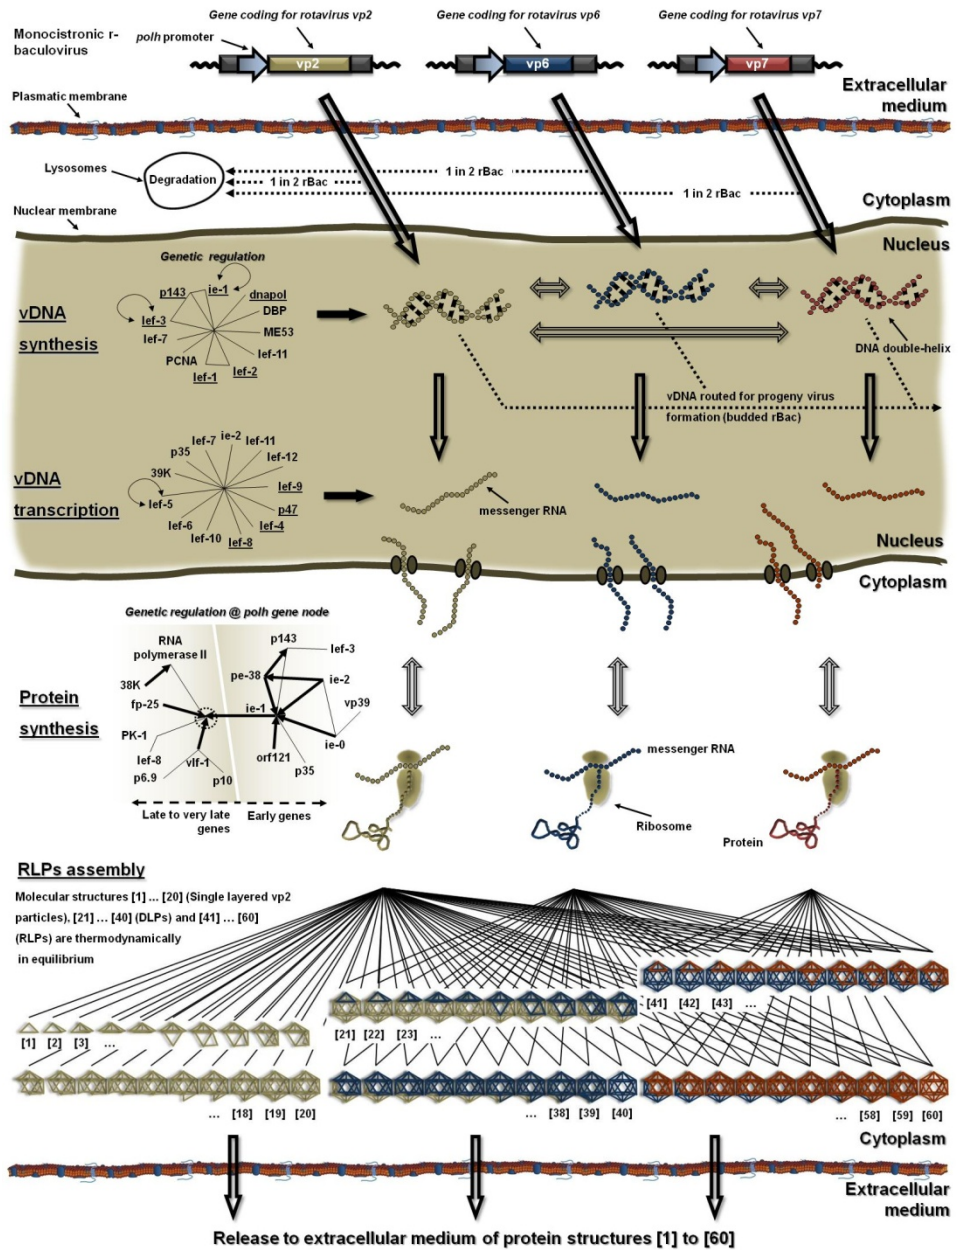 Gene coding for rotavirus vp2
Gene coding for rotavirus vp6
Gene coding for rotavirus vp7
Monocistronic r-
baculovirus
polh promoter
vp2
vp6
vp7
Extracellular
medium
Plasmatic membrane
Lysosomes
Degradation
1 in 2 rBac
1 in 2 rBac
1 in 2 rBac
Cytoplasm
Nuclear membrane
Nucleus
Genetic regulation
vDNA
synthesis
p143
ie-1
dnapol
DBP
ME53
lef-11
lef-2
lef-1
PCNA
lef-7
lef-3
DNA double-helix
vDNA routed for progeny virus
formation (budded rBac)
vDNA
transcription
lef-7
ie-2
lef-11
lef-12
lef-9
p47
lef-4
lef-8
lef-10
lef-6
lef-5
39K
p35
messenger RNA
Nucleus
Cytoplasm
Genetic regulation @ polh gene node
Protein
synthesis
RNA
polymerase II
38K
fp-25
PK-1
lef-8
p6.9
vlf-1
p10
p143
lef-3
pe-38
ie-2
ie-1
vp39
ie-0
orf121
p35
Late to very late
genes
Early genes
messenger RNA
Ribosome
Protein
RLPs assembly
Molecular structures [1] ... [20] (Single layered vp2
particles), [21] ... [40] (DLPs) and [41] ... [60]
(RLPs) are thermodynamically
in equilibrium
[41] [42] [43] ...
[21] [22] [23] ...
[1] [2] [3] ...
... [18] [19] [20]
... [38] [39] [40]
... [58] [59] [60]
Cytoplasm
Extracellular
medium
Release to extracellular medium of protein structures [1] to [60]